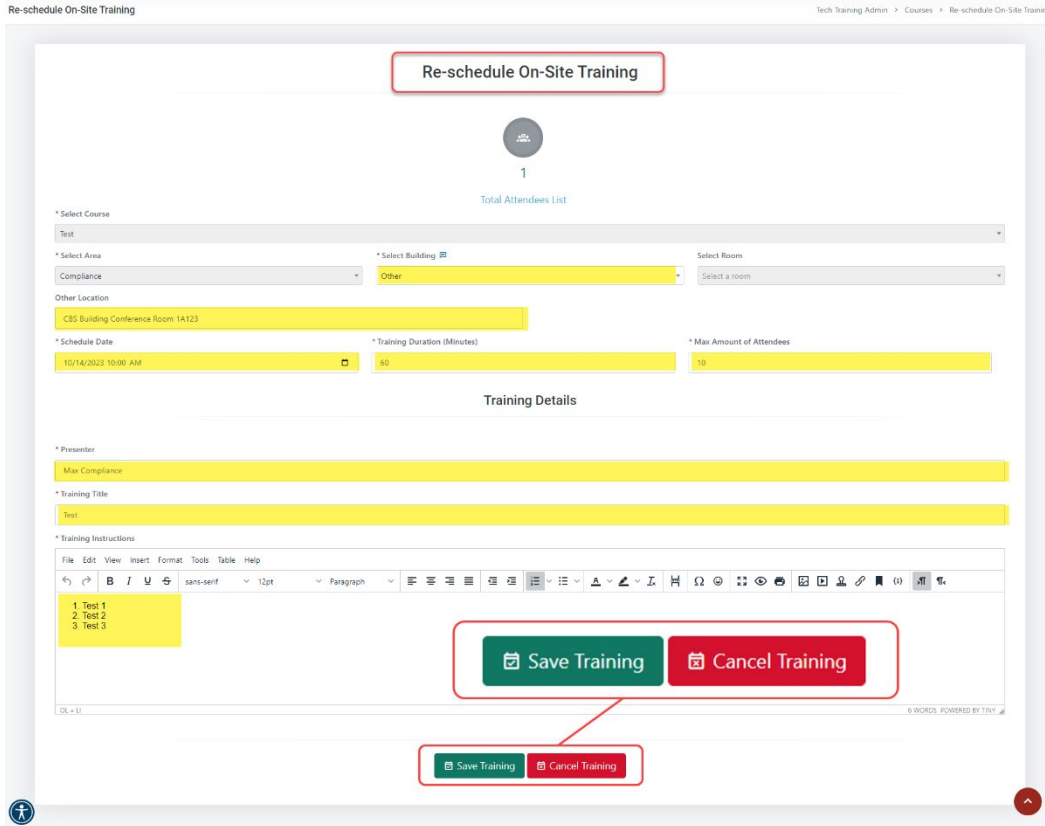 Re-schedule On-Site Training
Tech Training Admin > Courses > Re-schedule On-Site Trainin
Re-schedule On-Site Training
1
Total Attendees List
* Select Course
Test
* Select Area
* Select Building
Select Room
Compliance
Other
Select a room
Other Location
CBS Building Conference Room 1A123
* Schedule Date
* Training Duration (Minutes)
* Max Amount of Attendees
10/14/2023 10:00 AM
60
10
Training Details
* Presenter
Max Compliance
* Training Title
Test
* Training Instructions
File Edit View Insert Format Tools Table Help
B I U S sans-serif 12pt Paragraph
1. Test 1
2. Test 2
3. Test 3
Save Training Cancel Training
OL » LI
6 WORDS POWERED BY TINY
Save Training Cancel Training